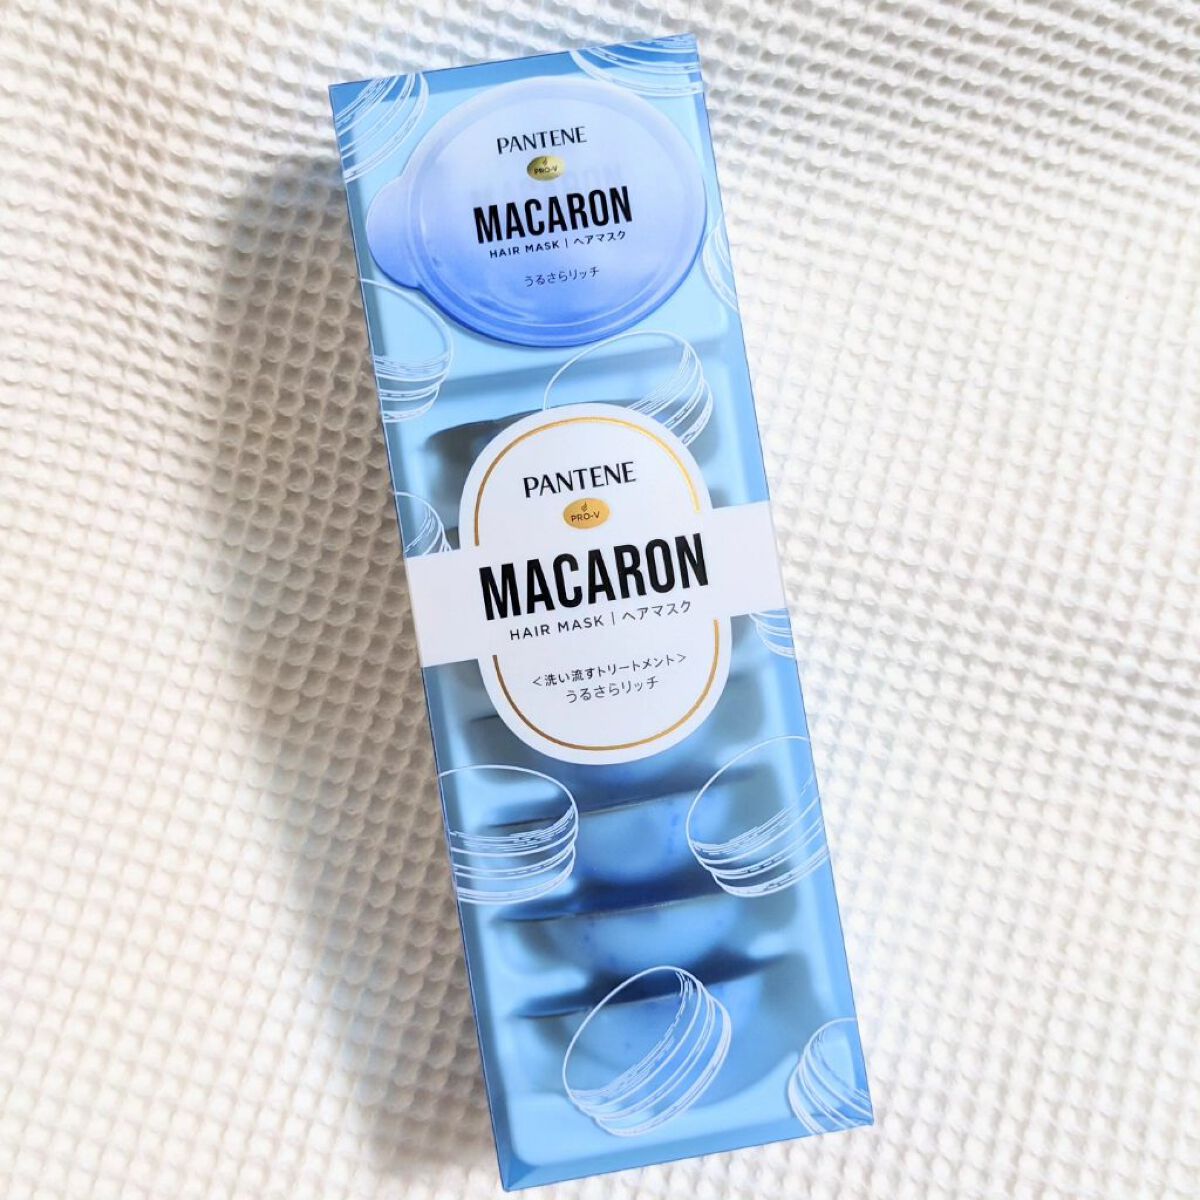 PANTENE
PRO-V
MACARON
HAIR MASK | ヘアマスク
うるさらリッチ
PANTENE
PRO-V
MACARON
HAIR MASK | ヘアマスク
<洗い流すトリートメント>
うるさらリッチ